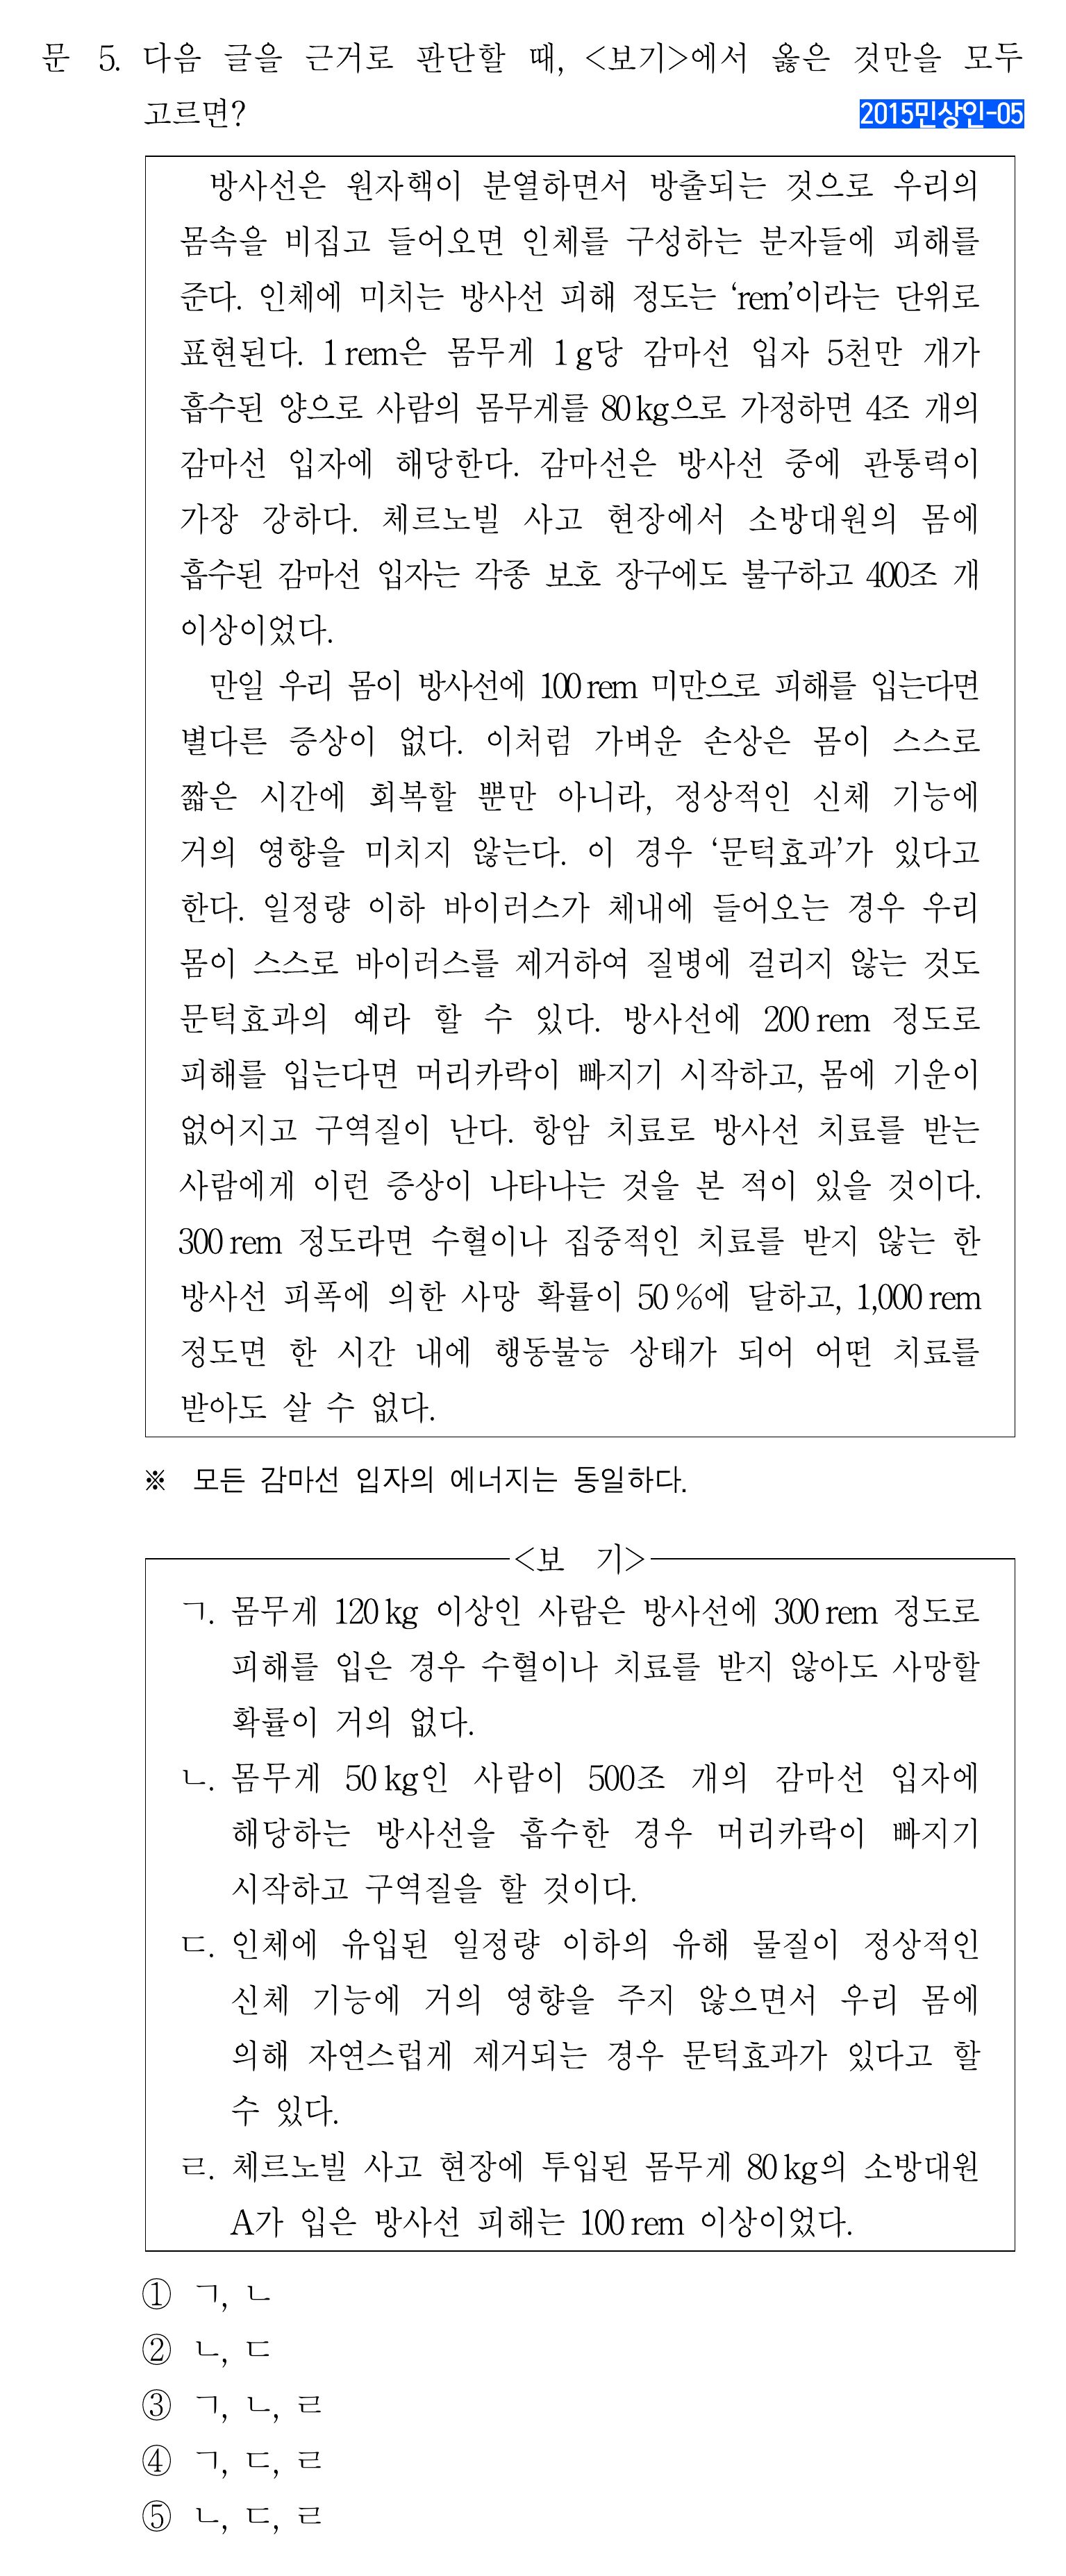 문 5. 다음 글을 근거로 판단할 때, <보기>에서 옳은 것만을 모두
고르면?
2015민상인-05
방사선은 원자핵이 분열하면서 방출되는 것으로 우리의
몸속을 비집고 들어오면 인체를 구성하는 분자들에 피해를
준다. 인체에 미치는 방사선 피해 정도는 ‘rem’이라는 단위로
표현된다. 1 rem은 몸무게 1 g당 감마선 입자 5천만 개가
흡수된 양으로 사람의 몸무게를 80 kg으로 가정하면 4조 개의
감마선 입자에 해당한다. 감마선은 방사선 중에 관통력이
가장 강하다. 체르노빌 사고 현장에서 소방대원의 몸에
흡수된 감마선 입자는 각종 보호 장구에도 불구하고 400조 개
이상이었다.
만일 우리 몸이 방사선에 100 rem 미만으로 피해를 입는다면
별다른 증상이 없다. 이처럼 가벼운 손상은 몸이 스스로
짧은 시간에 회복할 뿐만 아니라, 정상적인 신체 기능에
거의 영향을 미치지 않는다. 이 경우 ‘문턱효과’가 있다고
한다. 일정량 이하 바이러스가 체내에 들어오는 경우 우리
몸이 스스로 바이러스를 제거하여 질병에 걸리지 않는 것도
문턱효과의 예라 할 수 있다. 방사선에 200 rem 정도로
피해를 입는다면 머리카락이 빠지기 시작하고, 몸에 기운이
없어지고 구역질이 난다. 항암 치료로 방사선 치료를 받는
사람에게 이런 증상이 나타나는 것을 본 적이 있을 것이다.
300 rem 정도라면 수혈이나 집중적인 치료를 받지 않는 한
방사선 피폭에 의한 사망 확률이 50 %에 달하고, 1,000 rem
정도면 한 시간 내에 행동불능 상태가 되어 어떤 치료를
받아도 살 수 없다.
※ 모든 감마선 입자의 에너지는 동일하다.
<보 기>
ㄱ. 몸무게 120 kg 이상인 사람은 방사선에 300 rem 정도로
피해를 입은 경우 수혈이나 치료를 받지 않아도 사망할
확률이 거의 없다.
ㄴ. 몸무게 50 kg인 사람이 500조 개의 감마선 입자에
해당하는 방사선을 흡수한 경우 머리카락이 빠지기
시작하고 구역질을 할 것이다.
ㄷ. 인체에 유입된 일정량 이하의 유해 물질이 정상적인
신체 기능에 거의 영향을 주지 않으면서 우리 몸에
의해 자연스럽게 제거되는 경우 문턱효과가 있다고 할
수 있다.
ㄹ. 체르노빌 사고 현장에 투입된 몸무게 80 kg의 소방대원
A가 입은 방사선 피해는 100 rem 이상이었다.
① ㄱ, ㄴ
② ㄴ, ㄷ
③ ㄱ, ㄴ, ㄹ
④ ㄱ, ㄷ, ㄹ
⑤ ㄴ, ㄷ, ㄹ